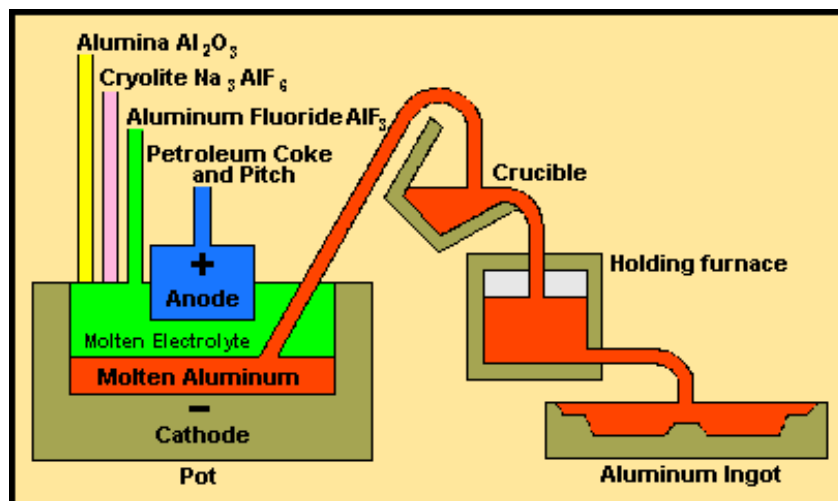 Alumina Al2O3
Cryolite Na3AlF6
Aluminum Fluoride AlF3
Petroleum Coke
and Pitch
Crucible
+
Anode
Holding furnace
Molten Electrolyte
Molten Aluminum
-
Cathode
Pot
Aluminum Ingot